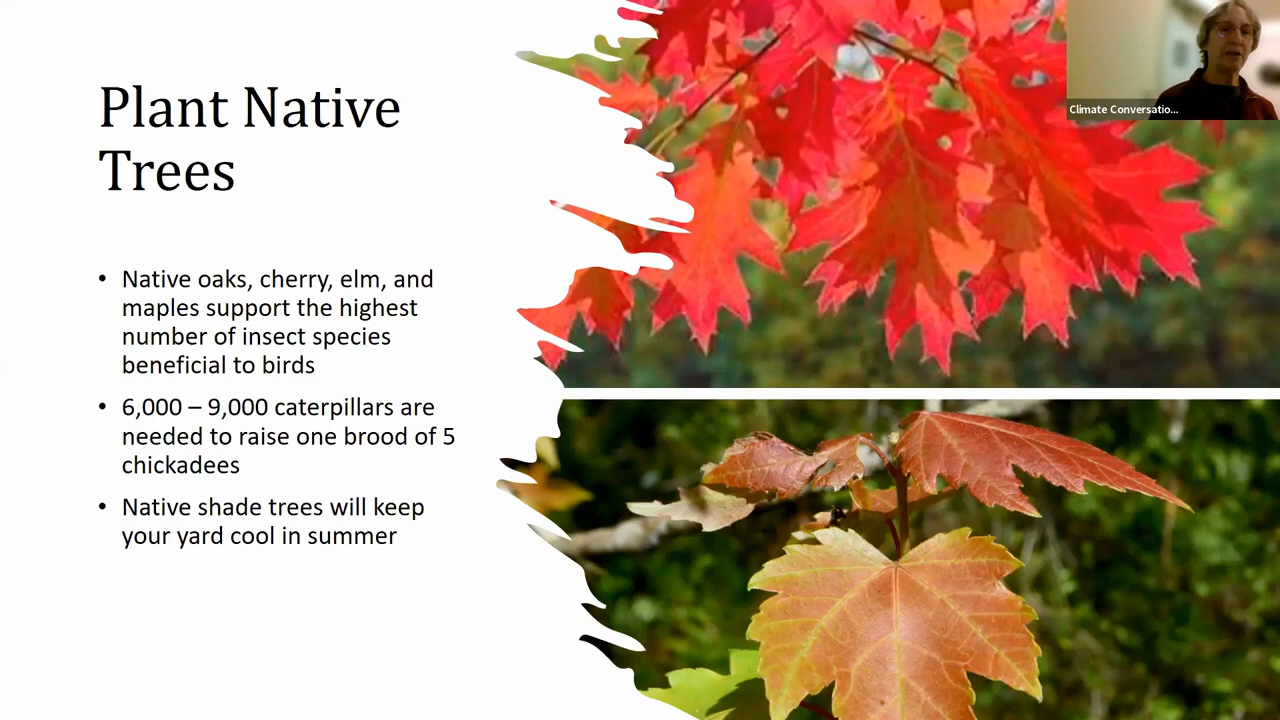 Plant Native
Trees
• Native oaks, cherry, elm, and
maples support the highest
number of insect species
beneficial to birds
• 6,000 – 9,000 caterpillars are
needed to raise one brood of 5
chickadees
• Native shade trees will keep
your yard cool in summer
Climate Conversatio...